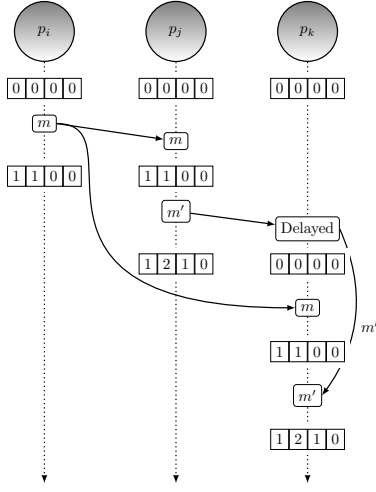 p_i p_j p_k
0 0 0 0 0 0 0 0 0 0 0 0
m
m
1 1 0 0 1 1 0 0
m′
Delayed
1 2 1 0 0 0 0 0
m
m′
1 1 0 0
m′
1 2 1 0